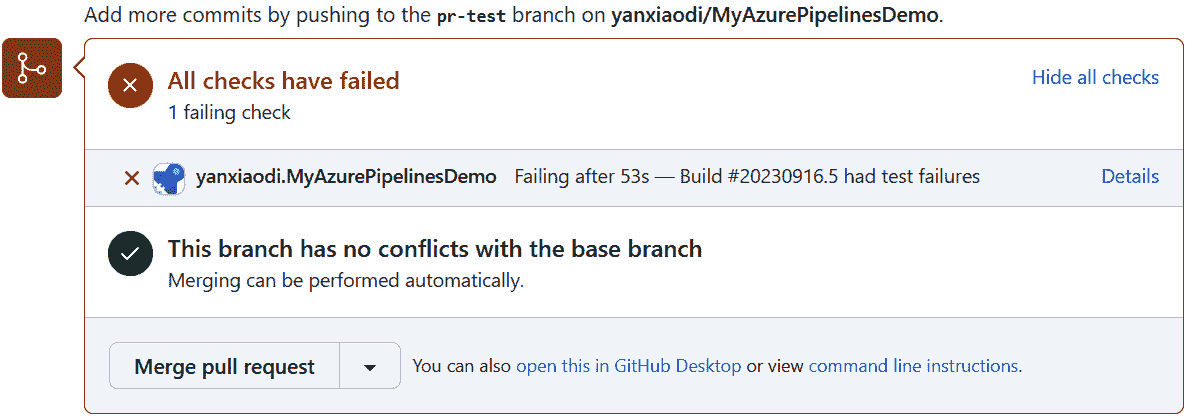 Add more commits by pushing to the pr-test branch on yanxiaodi/MyAzurePipelinesDemo.
All checks have failed
Hide all checks
1 failing check
yanxiaodi.MyAzurePipelinesDemo Failing after 53s — Build #20230916.5 had test failures Details
This branch has no conflicts with the base branch
Merging can be performed automatically.
Merge pull request You can also open this in GitHub Desktop or view command line instructions.